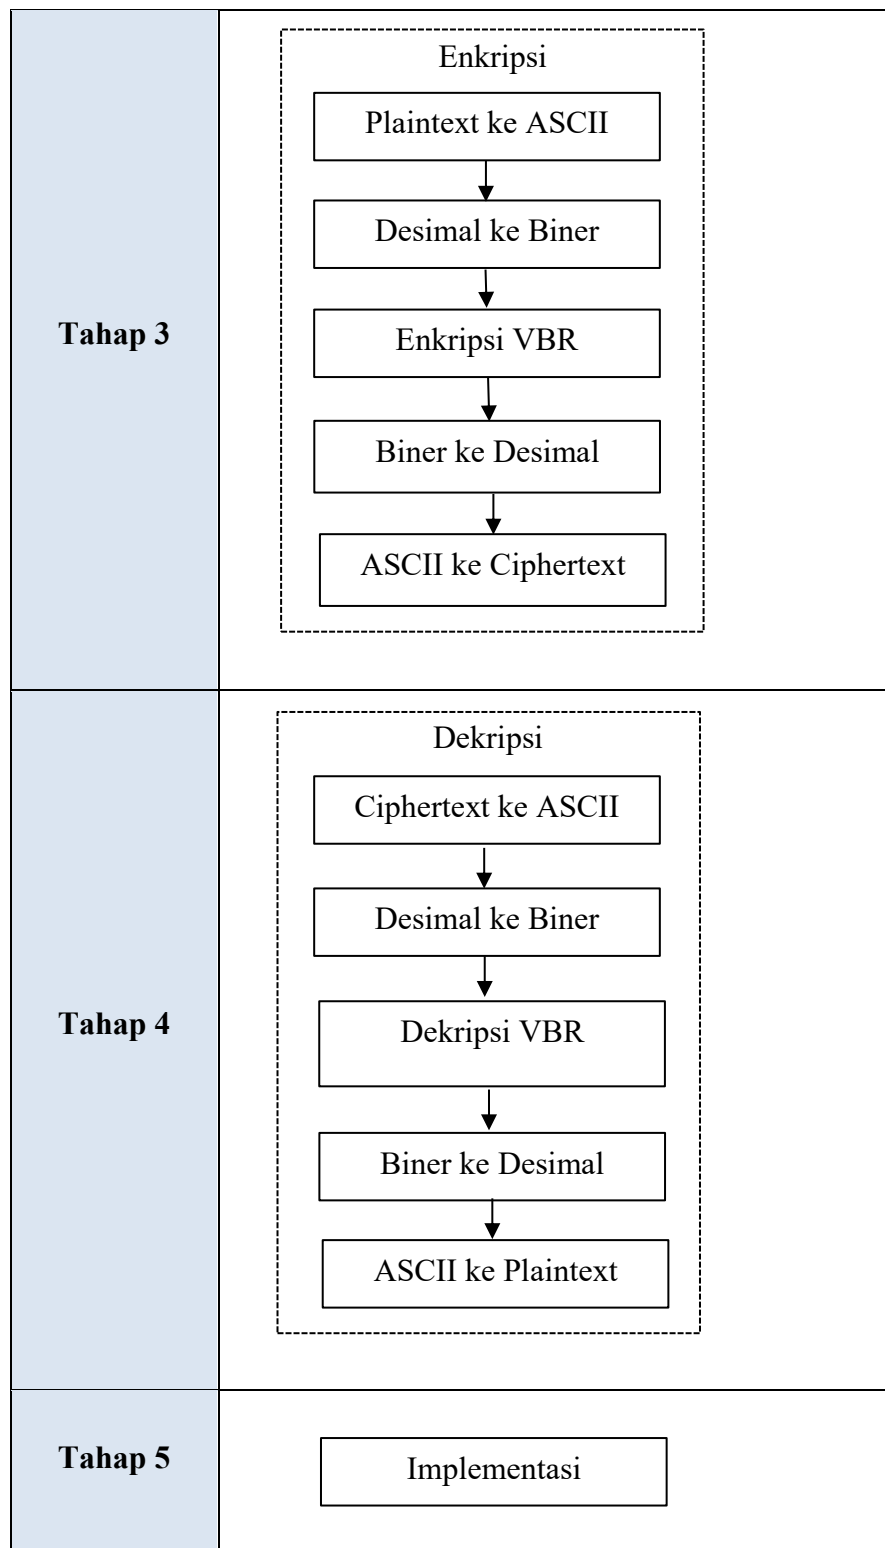 Tahap 3
Enkripsi
Plaintext ke ASCII
Desimal ke Biner
Enkripsi VBR
Biner ke Desimal
ASCII ke Ciphertext
Tahap 4
Dekripsi
Ciphertext ke ASCII
Desimal ke Biner
Dekripsi VBR
Biner ke Desimal
ASCII ke Plaintext
Tahap 5
Implementasi